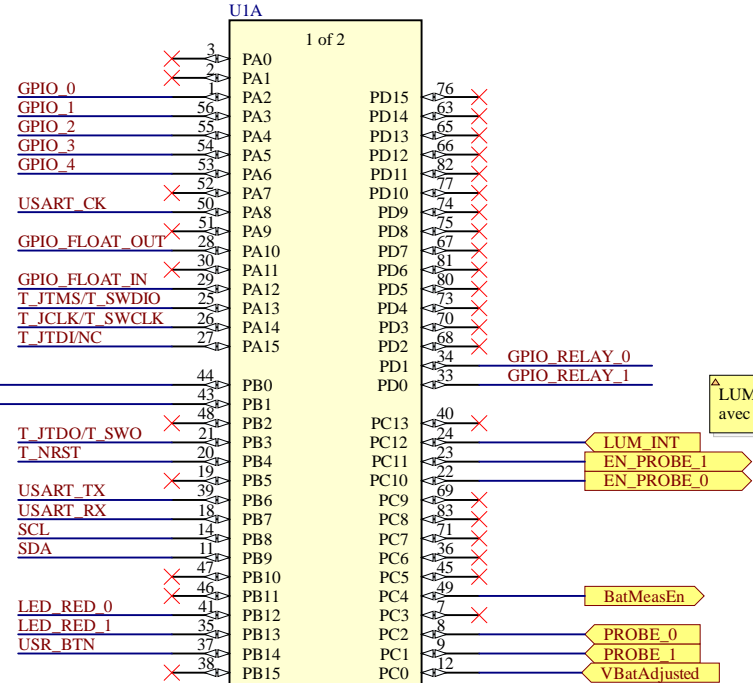 U1A
1 of 2
3 PA0
2 PA1
GPIO_0 1 PA2 PD15 76
GPIO_1 56 PA3 PD14 63
GPIO_2 55 PA4 PD13 65
GPIO_3 54 PA5 PD12 66
GPIO_4 53 PA6 PD11 82
52 PA7 PD10 77
USART_CK 50 PA8 PD9 74
51 PA9 PD8 75
GPIO_FLOAT_OUT 28 PA10 PD7 67
30 PA11 PD6 81
GPIO_FLOAT_IN 29 PA12 PD5 80
T_JTMS/T_SWDIO 25 PA13 PD4 73
T_JCLK/T_SWCLK 26 PA14 PD3 70
T_JTDI/NC 27 PA15 PD2 68
PD1 34 GPIO_RELAY_0
44 PB0 PD0 33 GPIO_RELAY_1
43 PB1
LUM
avec
48 PB2 PC13 40
T_JTDO/T_SWO 21 PB3 PC12 24 LUM_INT
T_NRST 20 PB4 PC11 23 EN_PROBE_1
19 PB5 PC10 22 EN_PROBE_0
USART_TX 39 PB6 PC9 69
USART_RX 18 PB7 PC8 83
SCL 14 PB8 PC7 71
SDA 11 PB9 PC6 36
47 PB10 PC5 45
46 PB11 PC4 49 BatMeasEn
LED_RED_0 41 PB12 PC3 7
LED_RED_1 35 PB13 PC2 8 PROBE_0
USR_BTN 37 PB14 PC1 9 PROBE_1
38 PB15 PC0 12 VBatAdjusted